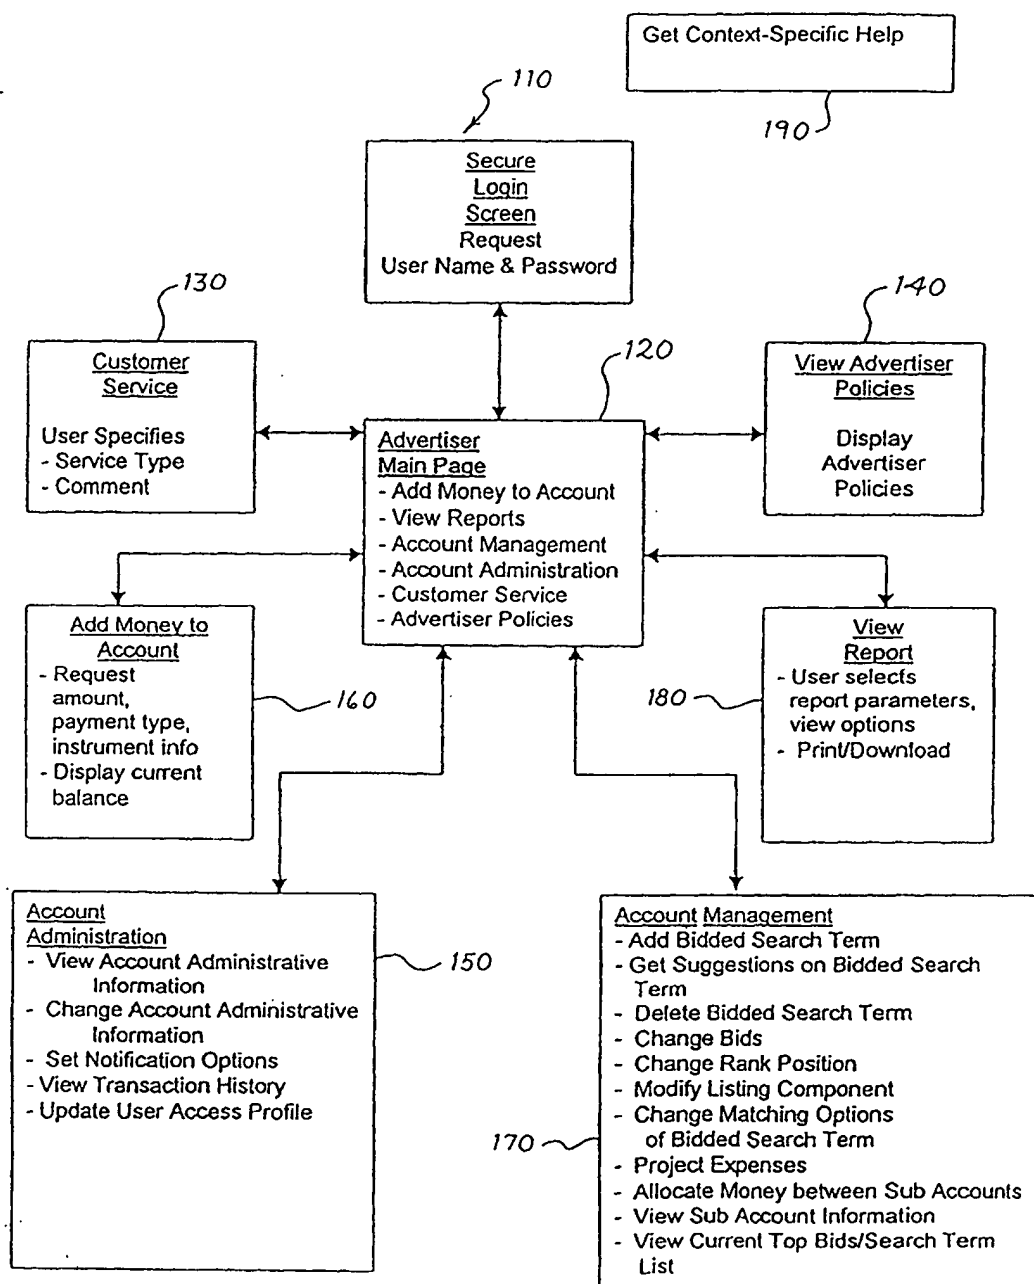 Get Context-Specific Help
190
110
Secure
Login
Screen
Request
User Name & Password
130
Customer
Service
User Specifies
- Service Type
- Comment
120
Advertiser
Main Page
- Add Money to Account
- View Reports
- Account Management
- Account Administration
- Customer Service
- Advertiser Policies
140
View Advertiser
Policies
Display
Advertiser
Policies
Add Money to
Account
- Request
amount,
payment type,
instrument info
- Display current
balance
160
180
View
Report
- User selects
report parameters,
view options
- Print/Download
Account
Administration
- View Account Administrative
Information
- Change Account Administrative
Information
- Set Notification Options
- View Transaction History
- Update User Access Profile
150
170
Account Management
- Add Bidded Search Term
- Get Suggestions on Bidded Search
Term
- Delete Bidded Search Term
- Change Bids
- Change Rank Position
- Modify Listing Component
- Change Matching Options
of Bidded Search Term
- Project Expenses
- Allocate Money between Sub Accounts
- View Sub Account Information
- View Current Top Bids/Search Term
List